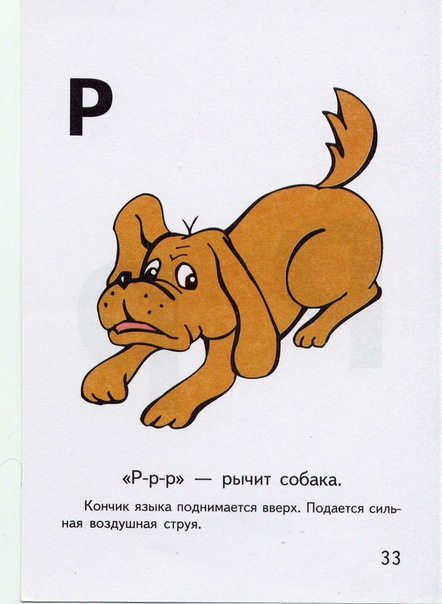 Р
«Р-р-р» — рычит собака.
Кончик языка поднимается вверх. Подается силь-
ная воздушная струя.
33